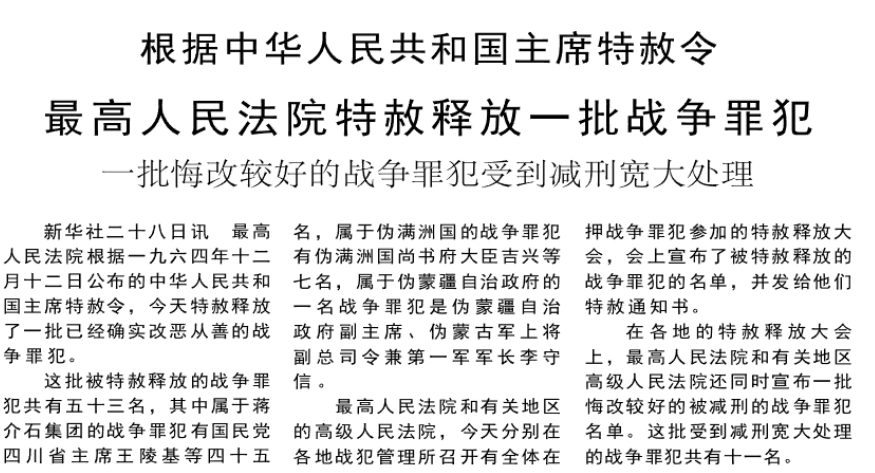 根据中华人民共和国主席特赦令
最高人民法院特赦释放一批战争罪犯
一批悔改较好的战争罪犯受到减刑宽大处理
新华社二十八日讯　最高
人民法院根据一九六四年十二
月十二日公布的中华人民共和
国主席特赦令，今天特赦释放
了一批已经确实改恶从善的战
争罪犯。
这批被特赦释放的战争罪
犯共有五十三名，其中属于蒋
介石集团的战争罪犯有国民党
四川省主席王陵基等四十五
名，属于伪满洲国的战争罪犯
有伪满洲国尚书府大臣吉兴等
七名，属于伪蒙疆自治政府的
一名战争罪犯是伪蒙疆自治
政府副主席、伪蒙古军上将
副总司令兼第一军军长李守
信。
最高人民法院和有关地区
的高级人民法院，今天分别在
各地战犯管理所召开有全体在
押战争罪犯参加的特赦释放大
会，会上宣布了被特赦释放的
战争罪犯的名单，并发给他们
特赦通知书。
在各地的特赦释放大会
上，最高人民法院和有关地区
高级人民法院还同时宣布一批
悔改较好的被减刑的战争罪犯
名单。这批受到减刑宽大处理
的战争罪犯共有十一名。